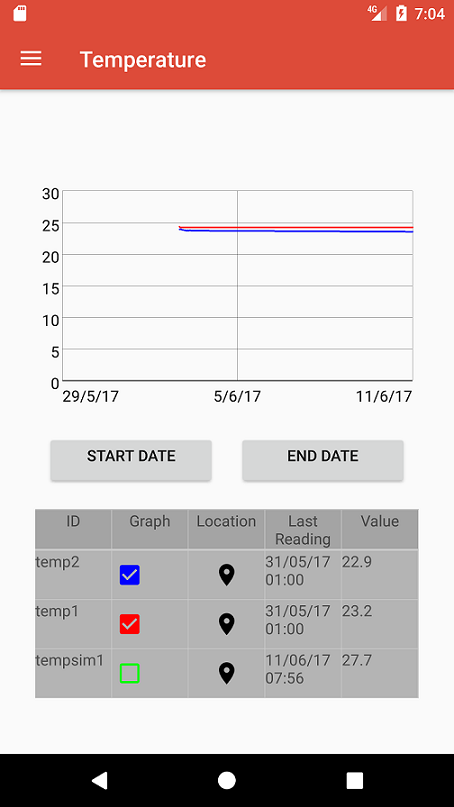 4G 7:04
Temperature
30
25
20
15
10
5
0
29/5/17 5/6/17 11/6/17
START DATE END DATE
ID Graph Location Last Reading Value
temp2 31/05/17 01:00 22.9
temp1 31/05/17 01:00 23.2
tempsim1 11/06/17 07:56 27.7